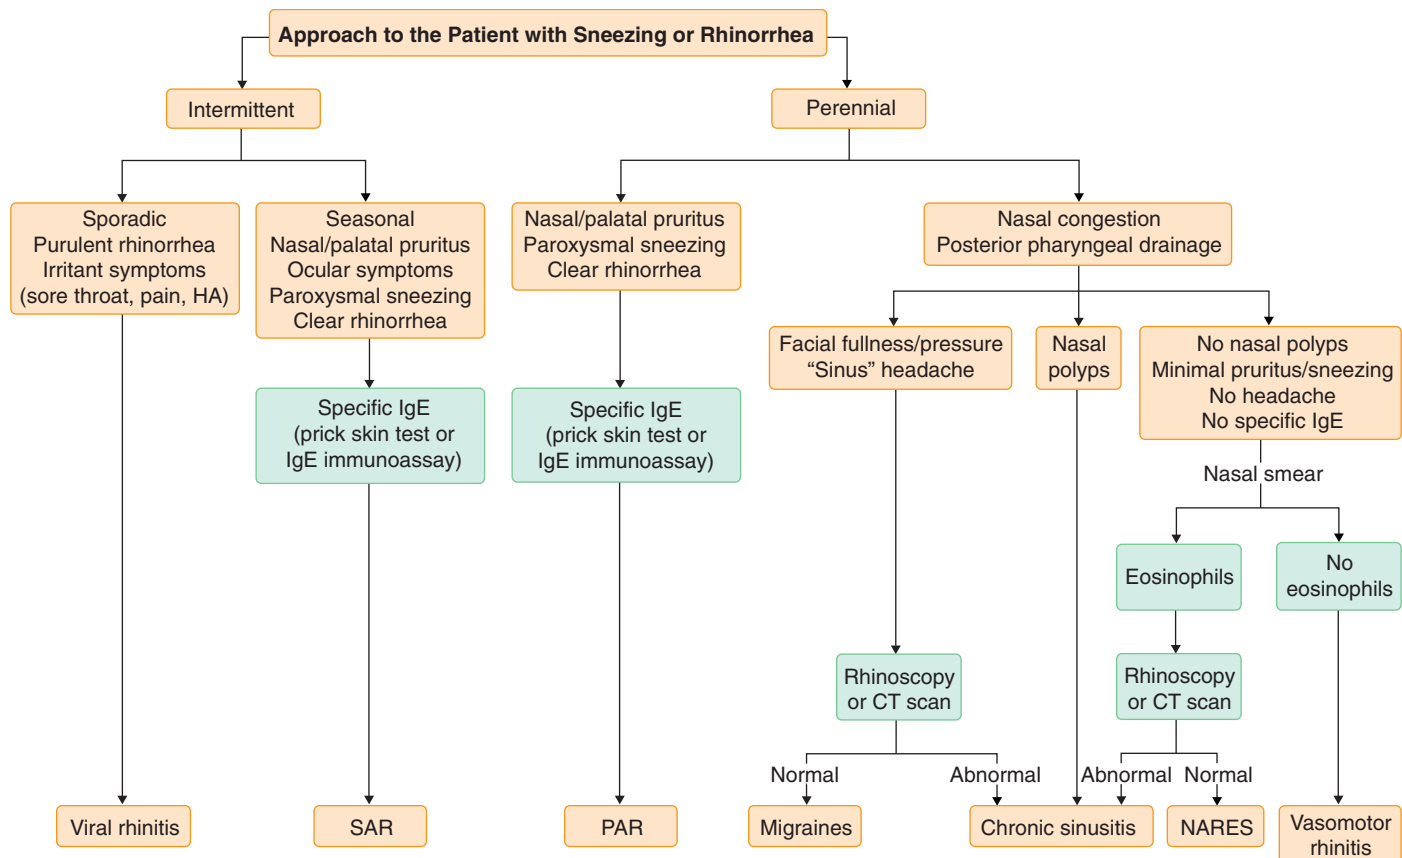 Approach to the Patient with Sneezing or Rhinorrhea
Intermittent
Perennial
Sporadic
Purulent rhinorrhea
Irritant symptoms
(sore throat, pain, HA)
Seasonal
Nasal/palatal pruritus
Ocular symptoms
Paroxysmal sneezing
Clear rhinorrhea
Nasal/palatal pruritus
Paroxysmal sneezing
Clear rhinorrhea
Nasal congestion
Posterior pharyngeal drainage
Facial fullness/pressure
“Sinus” headache
Nasal
polyps
No nasal polyps
Minimal pruritus/sneezing
No headache
No specific IgE
Specific IgE
(prick skin test or
IgE immunoassay)
Specific IgE
(prick skin test or
IgE immunoassay)
Nasal smear
Eosinophils
No
eosinophils
Rhinoscopy
or CT scan
Rhinoscopy
or CT scan
Normal
Abnormal
Abnormal
Normal
Viral rhinitis
SAR
PAR
Migraines
Chronic sinusitis
NARES
Vasomotor
rhinitis